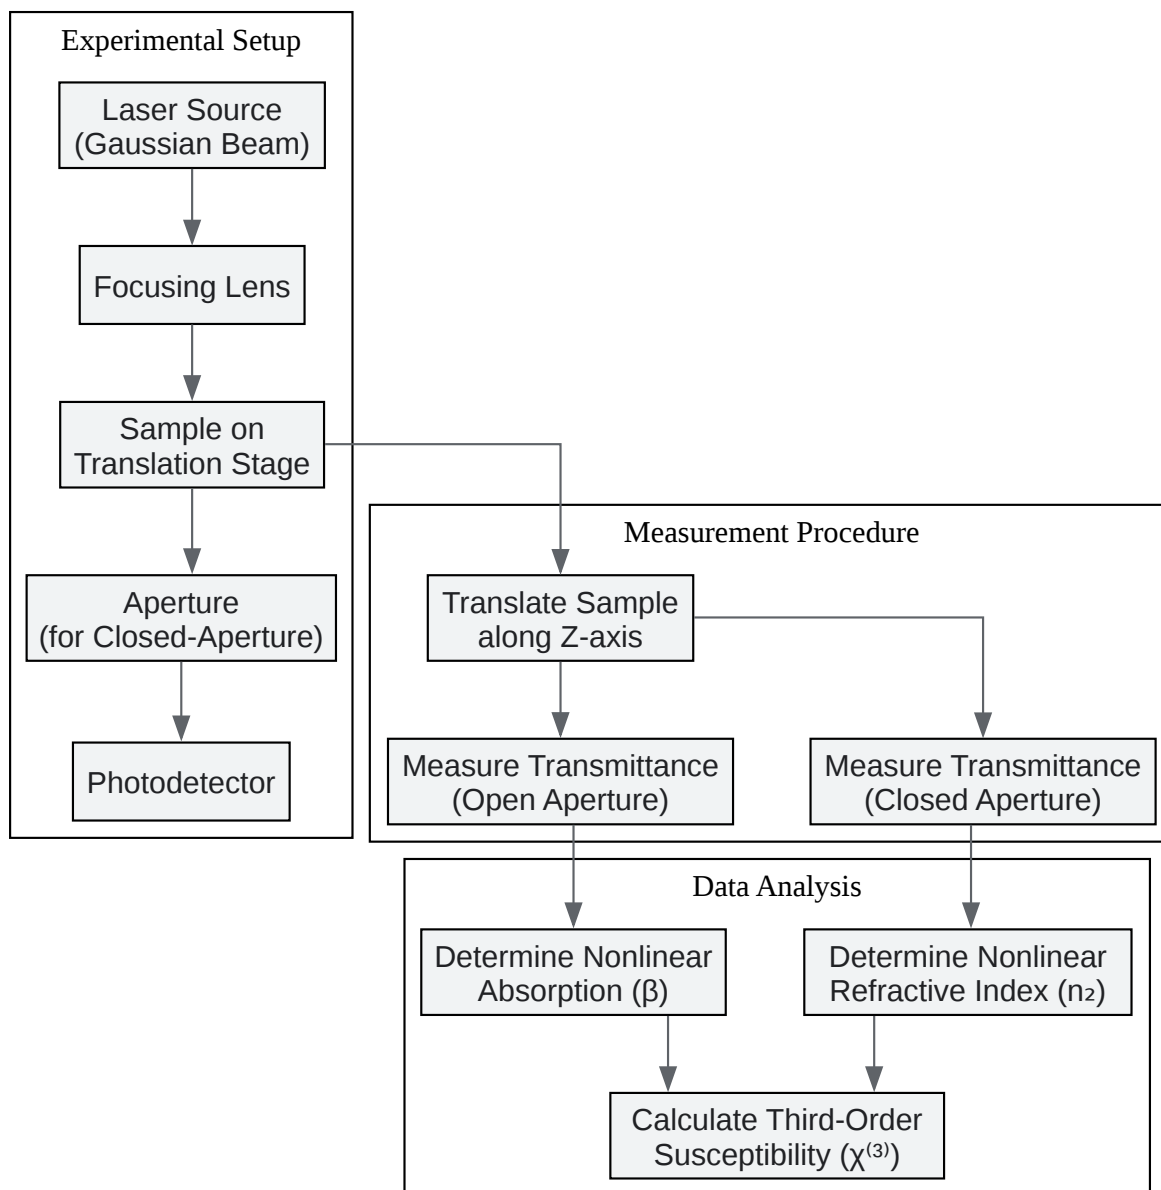 Experimental Setup
Laser Source
(Gaussian Beam)
Focusing Lens
Sample on
Translation Stage
Aperture
(for Closed-Aperture)
Photodetector
Measurement Procedure
Translate Sample
along Z-axis
Measure Transmittance
(Open Aperture)
Measure Transmittance
(Closed Aperture)
Data Analysis
Determine Nonlinear
Absorption (β)
Determine Nonlinear
Refractive Index (n₂)
Calculate Third-Order
Susceptibility (χ⁽³⁾)